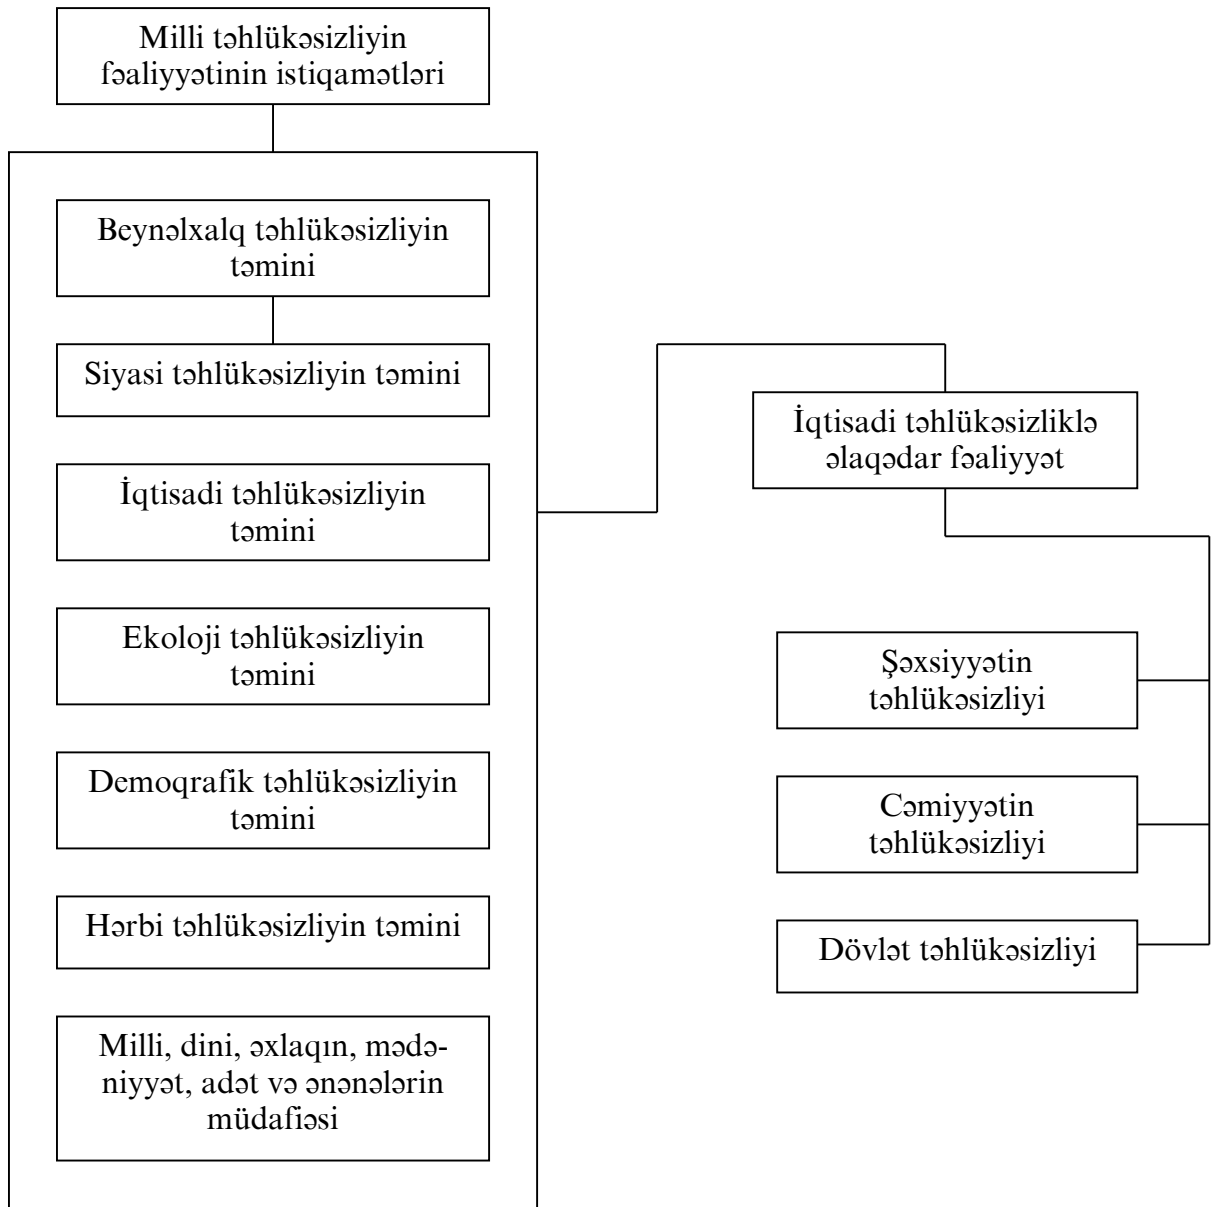 Milli təhlükəsizliyin
fəaliyyətinin istiqamətləri
Beynəlxalq təhlükəsizliyin
təmini
Siyasi təhlükəsizliyin təmini
İqtisadi təhlükəsizliyin
təmini
Ekoloji təhlükəsizliyin
təmini
Demoqrafik təhlükəsizliyin
təmini
Hərbi təhlükəsizliyin təmini
Milli, dini, əxlaqın, mədə-
niyyət, adət və ənənələrin
müdafiəsi
İqtisadi təhlükəsizliklə
əlaqədar fəaliyyət
Şəxsiyyətin
təhlükəsizliyi
Cəmiyyətin
təhlükəsizliyi
Dövlət təhlükəsizliyi